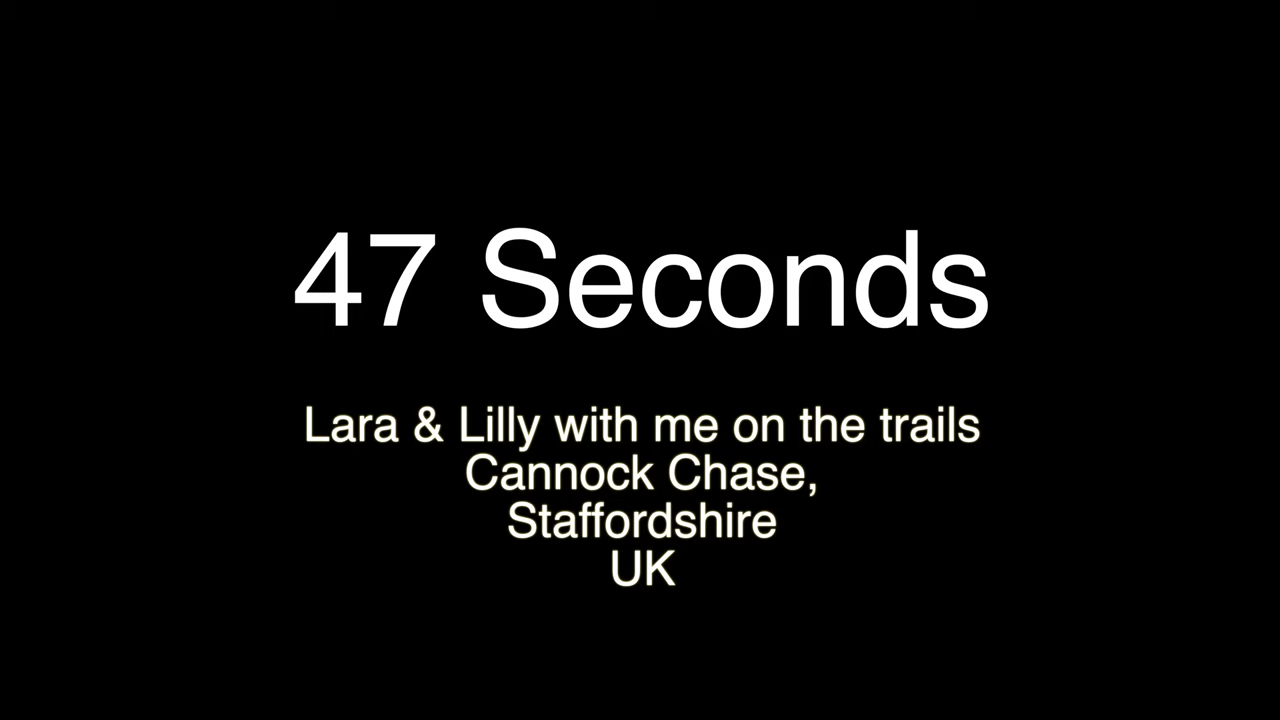 47 Seconds
Lara & Lilly with me on the trails
Cannock Chase,
Staffordshire
UK